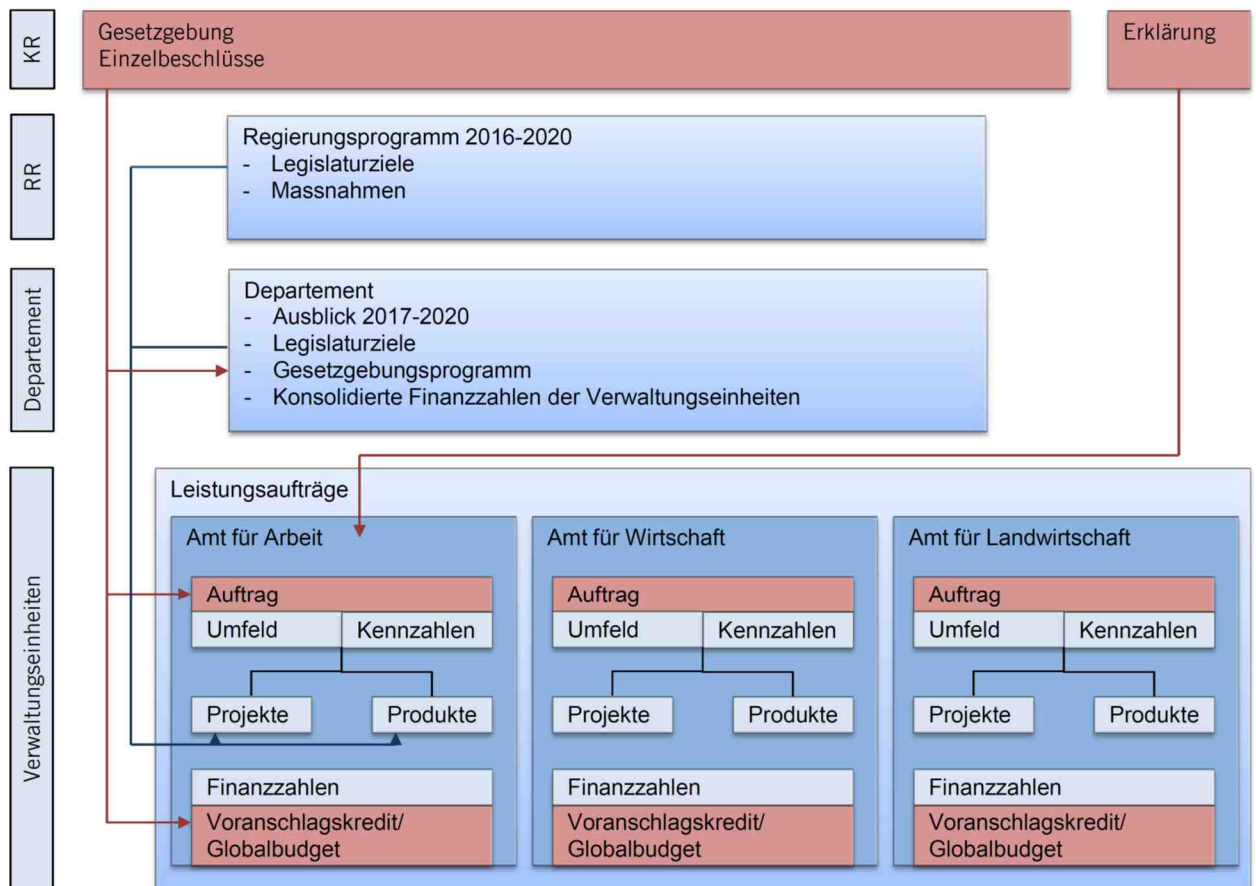 KR
Gesetzgebung
Einzelbeschlüsse
Erklärung
RR
Regierungsprogramm 2016-2020
- Legislaturziele
- Massnahmen
Departement
Departement
- Ausblick 2017-2020
- Legislaturziele
- Gesetzgebungsprogramm
- Konsolidierte Finanzzahlen der Verwaltungseinheiten
Verwaltungseinheiten
Leistungsaufträge
Amt für Arbeit
Auftrag
Umfeld
Kennzahlen
Projekte
Produkte
Finanzzahlen
Voranschlagskredit/
Globalbudget
Amt für Wirtschaft
Auftrag
Umfeld
Kennzahlen
Projekte
Produkte
Finanzzahlen
Voranschlagskredit/
Globalbudget
Amt für Landwirtschaft
Auftrag
Umfeld
Kennzahlen
Projekte
Produkte
Finanzzahlen
Voranschlagskredit/
Globalbudget